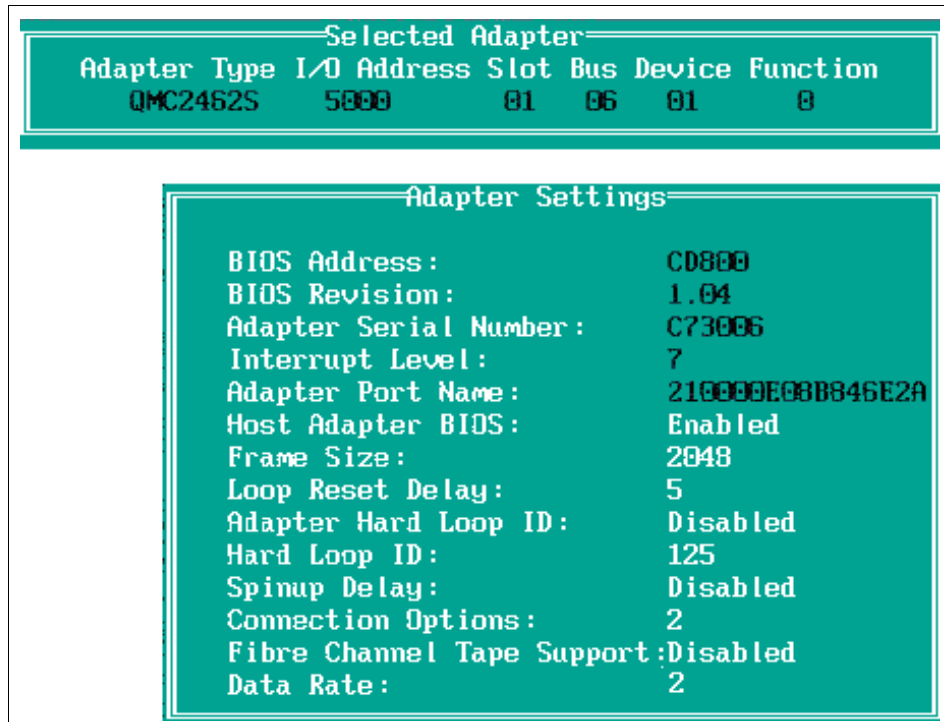 Selected Adapter
Adapter Type I/O Address Slot Bus Device Function
QMC2462S 5000 01 06 01 0
Adapter Settings
BIOS Address: CD800
BIOS Revision: 1.04
Adapter Serial Number: C73006
Interrupt Level: 7
Adapter Port Name: 210000E08B846E2A
Host Adapter BIOS: Enabled
Frame Size: 2048
Loop Reset Delay: 5
Adapter Hard Loop ID: Disabled
Hard Loop ID: 125
Spinup Delay: Disabled
Connection Options: 2
Fibre Channel Tape Support:Disabled
Data Rate: 2